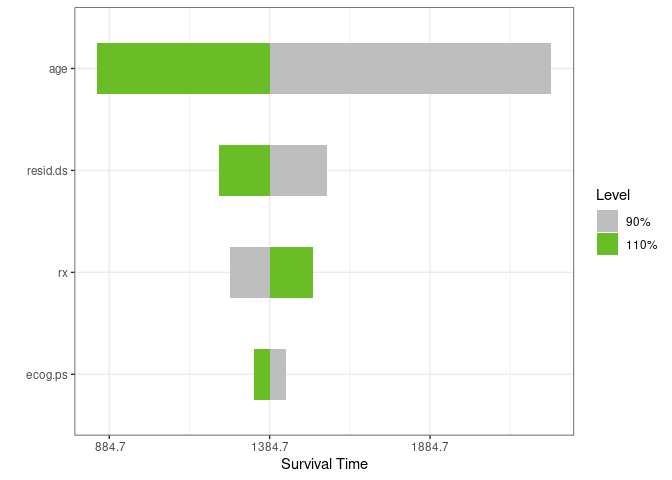 age
resid.ds
rx
ecog.ps
884.7
1384.7
1884.7
Survival Time
Level
90%
110%